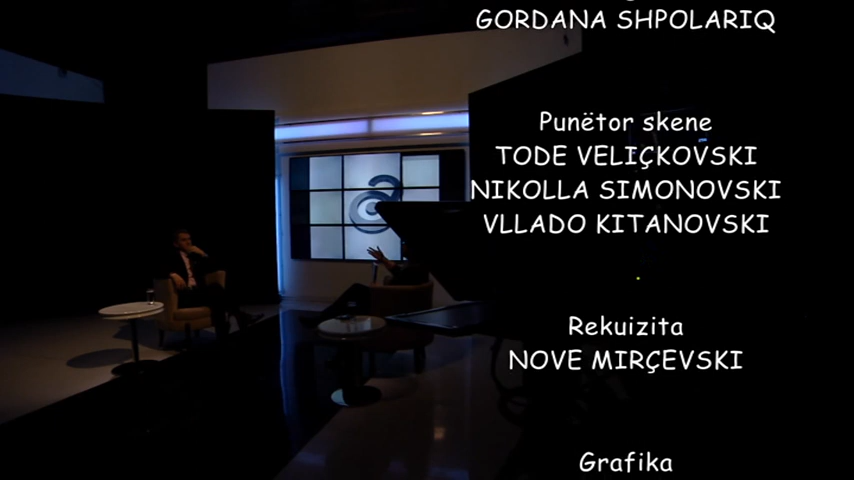 GORDANA SHPOLARIQ
Punëtor skene
TODE VELIÇKOVSKI
NIKOLLA SIMONOVSKI
VLLADO KITANOVSKI
Rekuizita
NOVE MIRÇEVSKI
Grafika